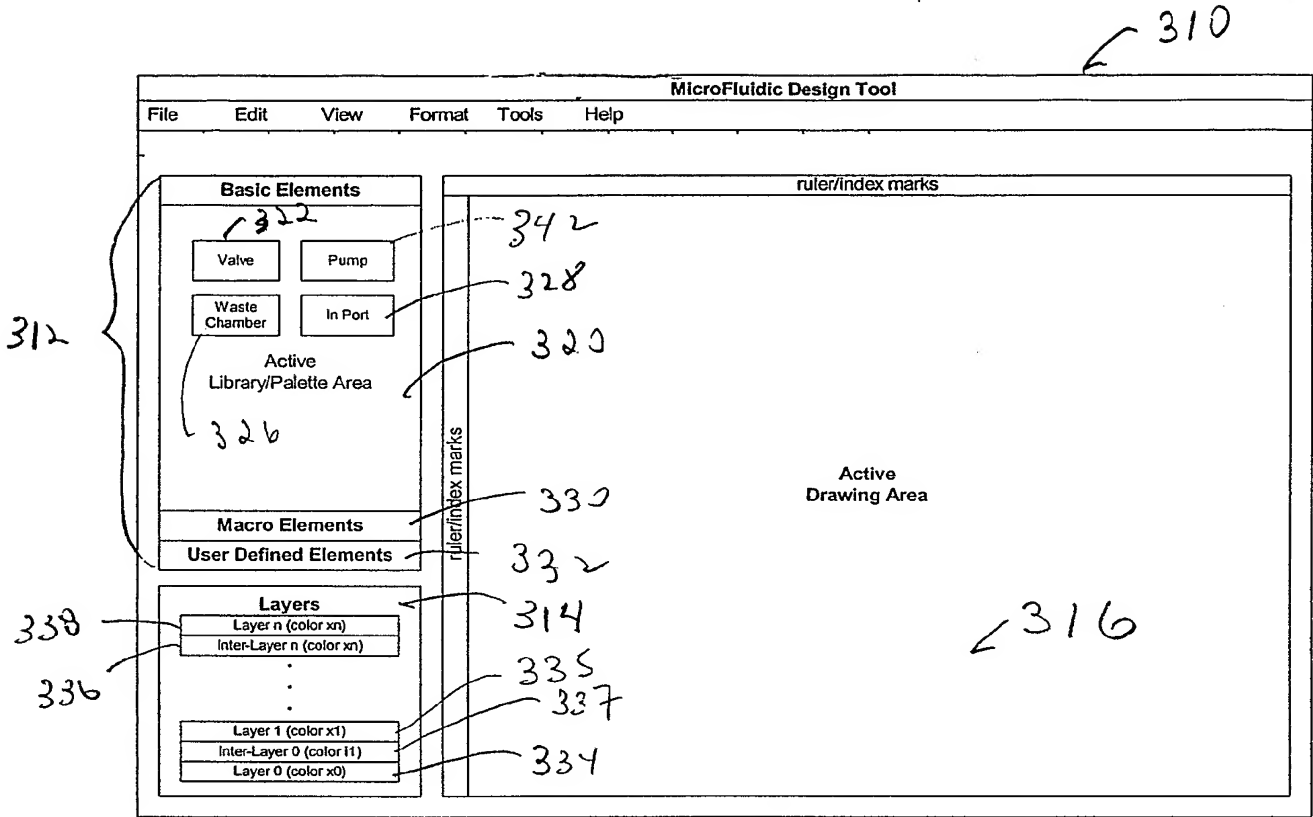 310
MicroFluidic Design Tool
File Edit View Format Tools Help
Basic Elements
ruler/index marks
322
342
Valve
Pump
328
Waste Chamber
In Port
312
320
Active
Library/Palette Area
326
ruler/index marks
Active
Drawing Area
330
Macro Elements
User Defined Elements
332
Layers
314
316
338
Layer n (color xn)
Inter-Layer n (color xn)
336
335
337
Layer 1 (color x1)
Inter-Layer 0 (color i1)
334
Layer 0 (color x0)